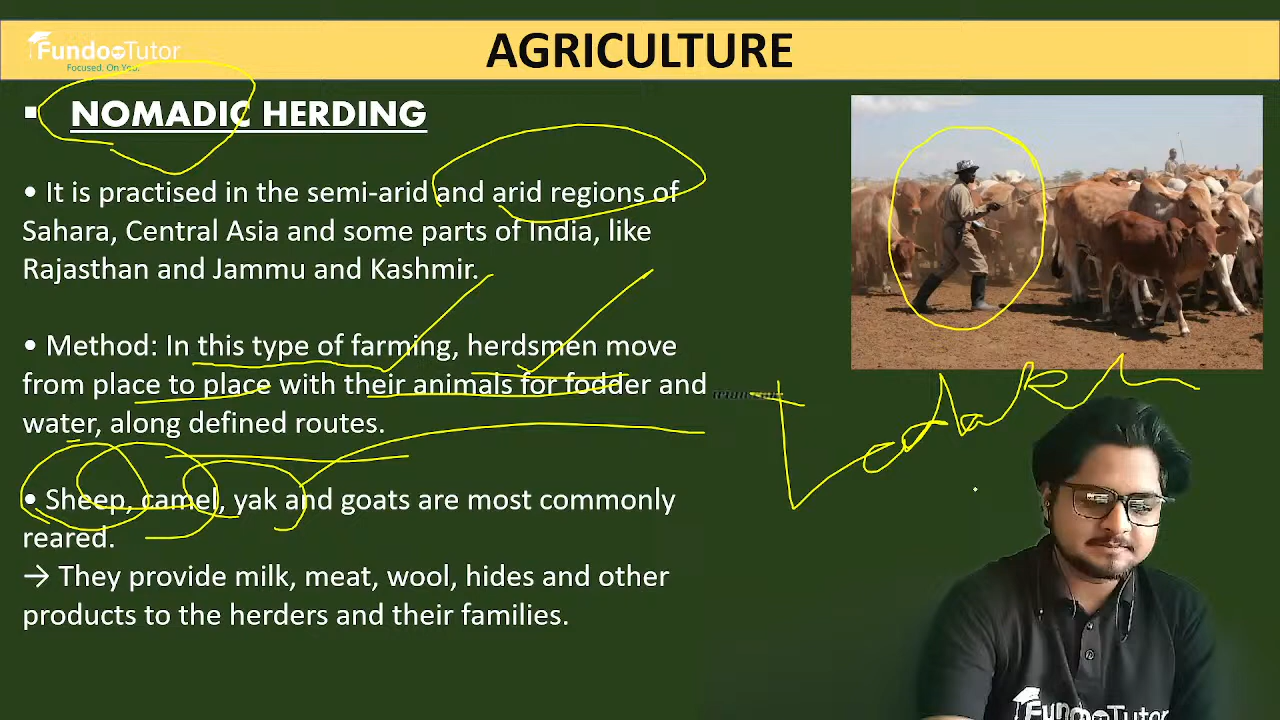 FundooTutor
Focused. On You.
AGRICULTURE
▪ NOMADIC HERDING
• It is practised in the semi-arid and arid regions of
Sahara, Central Asia and some parts of India, like
Rajasthan and Jammu and Kashmir.
• Method: In this type of farming, herdsmen move
from place to place with their animals for fodder and
water, along defined routes.
• Sheep, camel, yak and goats are most commonly
reared.
→ They provide milk, meat, wool, hides and other
products to the herders and their families.
Ladakh
FundooTutor